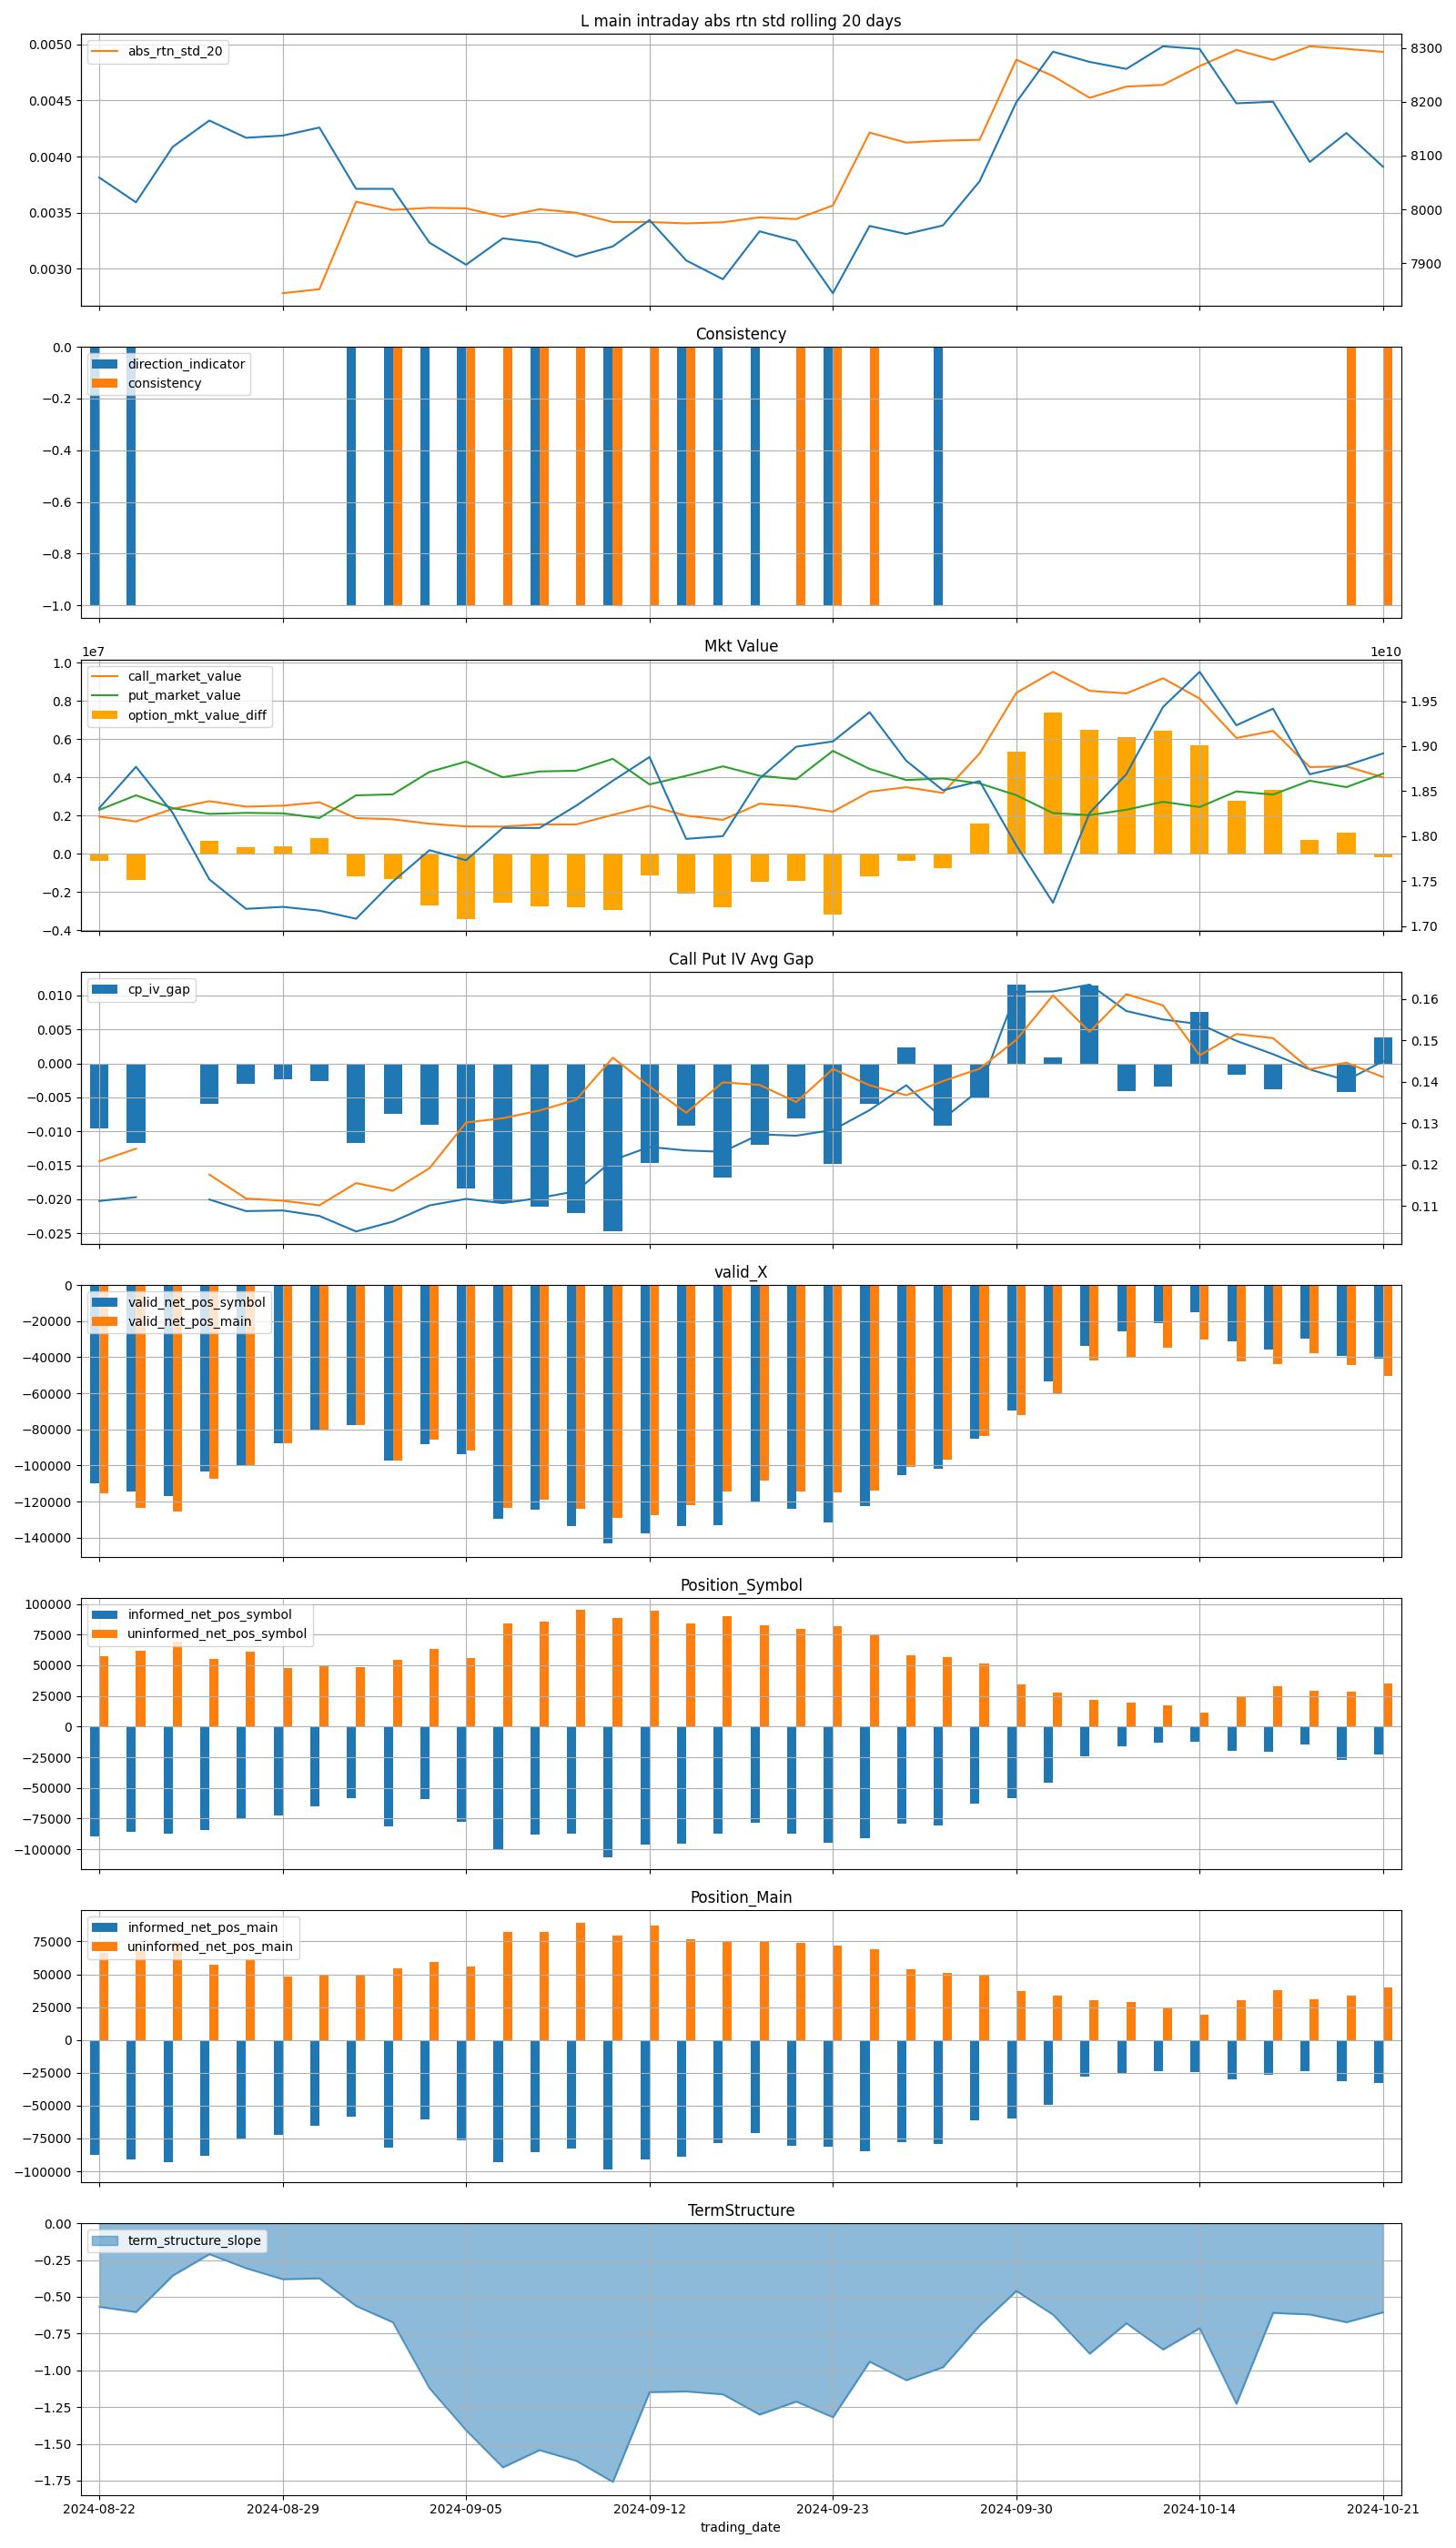 L main intraday abs rtn std rolling 20 days
abs_rtn_std_20
0.0050
0.0045
0.0040
0.0035
0.0030
8300
8200
8100
8000
7900
Consistency
direction_indicator
consistency
0.0
−0.2
−0.4
−0.6
−0.8
−1.0
Mkt Value
1e7
1e10
call_market_value
put_market_value
option_mkt_value_diff
1.0
0.8
0.6
0.4
0.2
0.0
−0.2
−0.4
1.95
1.90
1.85
1.80
1.75
1.70
Call Put IV Avg Gap
cp_iv_gap
0.010
0.005
0.000
−0.005
−0.010
−0.015
−0.020
−0.025
0.16
0.15
0.14
0.13
0.12
0.11
valid_X
valid_net_pos_symbol
valid_net_pos_main
0
−20000
−40000
−60000
−80000
−100000
−120000
−140000
Position_Symbol
informed_net_pos_symbol
uninformed_net_pos_symbol
100000
75000
50000
25000
0
−25000
−50000
−75000
−100000
Position_Main
informed_net_pos_main
uninformed_net_pos_main
75000
50000
25000
0
−25000
−50000
−75000
−100000
TermStructure
term_structure_slope
0.00
−0.25
−0.50
−0.75
−1.00
−1.25
−1.50
−1.75
2024-08-22 2024-08-29 2024-09-05 2024-09-12 2024-09-23 2024-09-30 2024-10-14 2024-10-21
trading_date